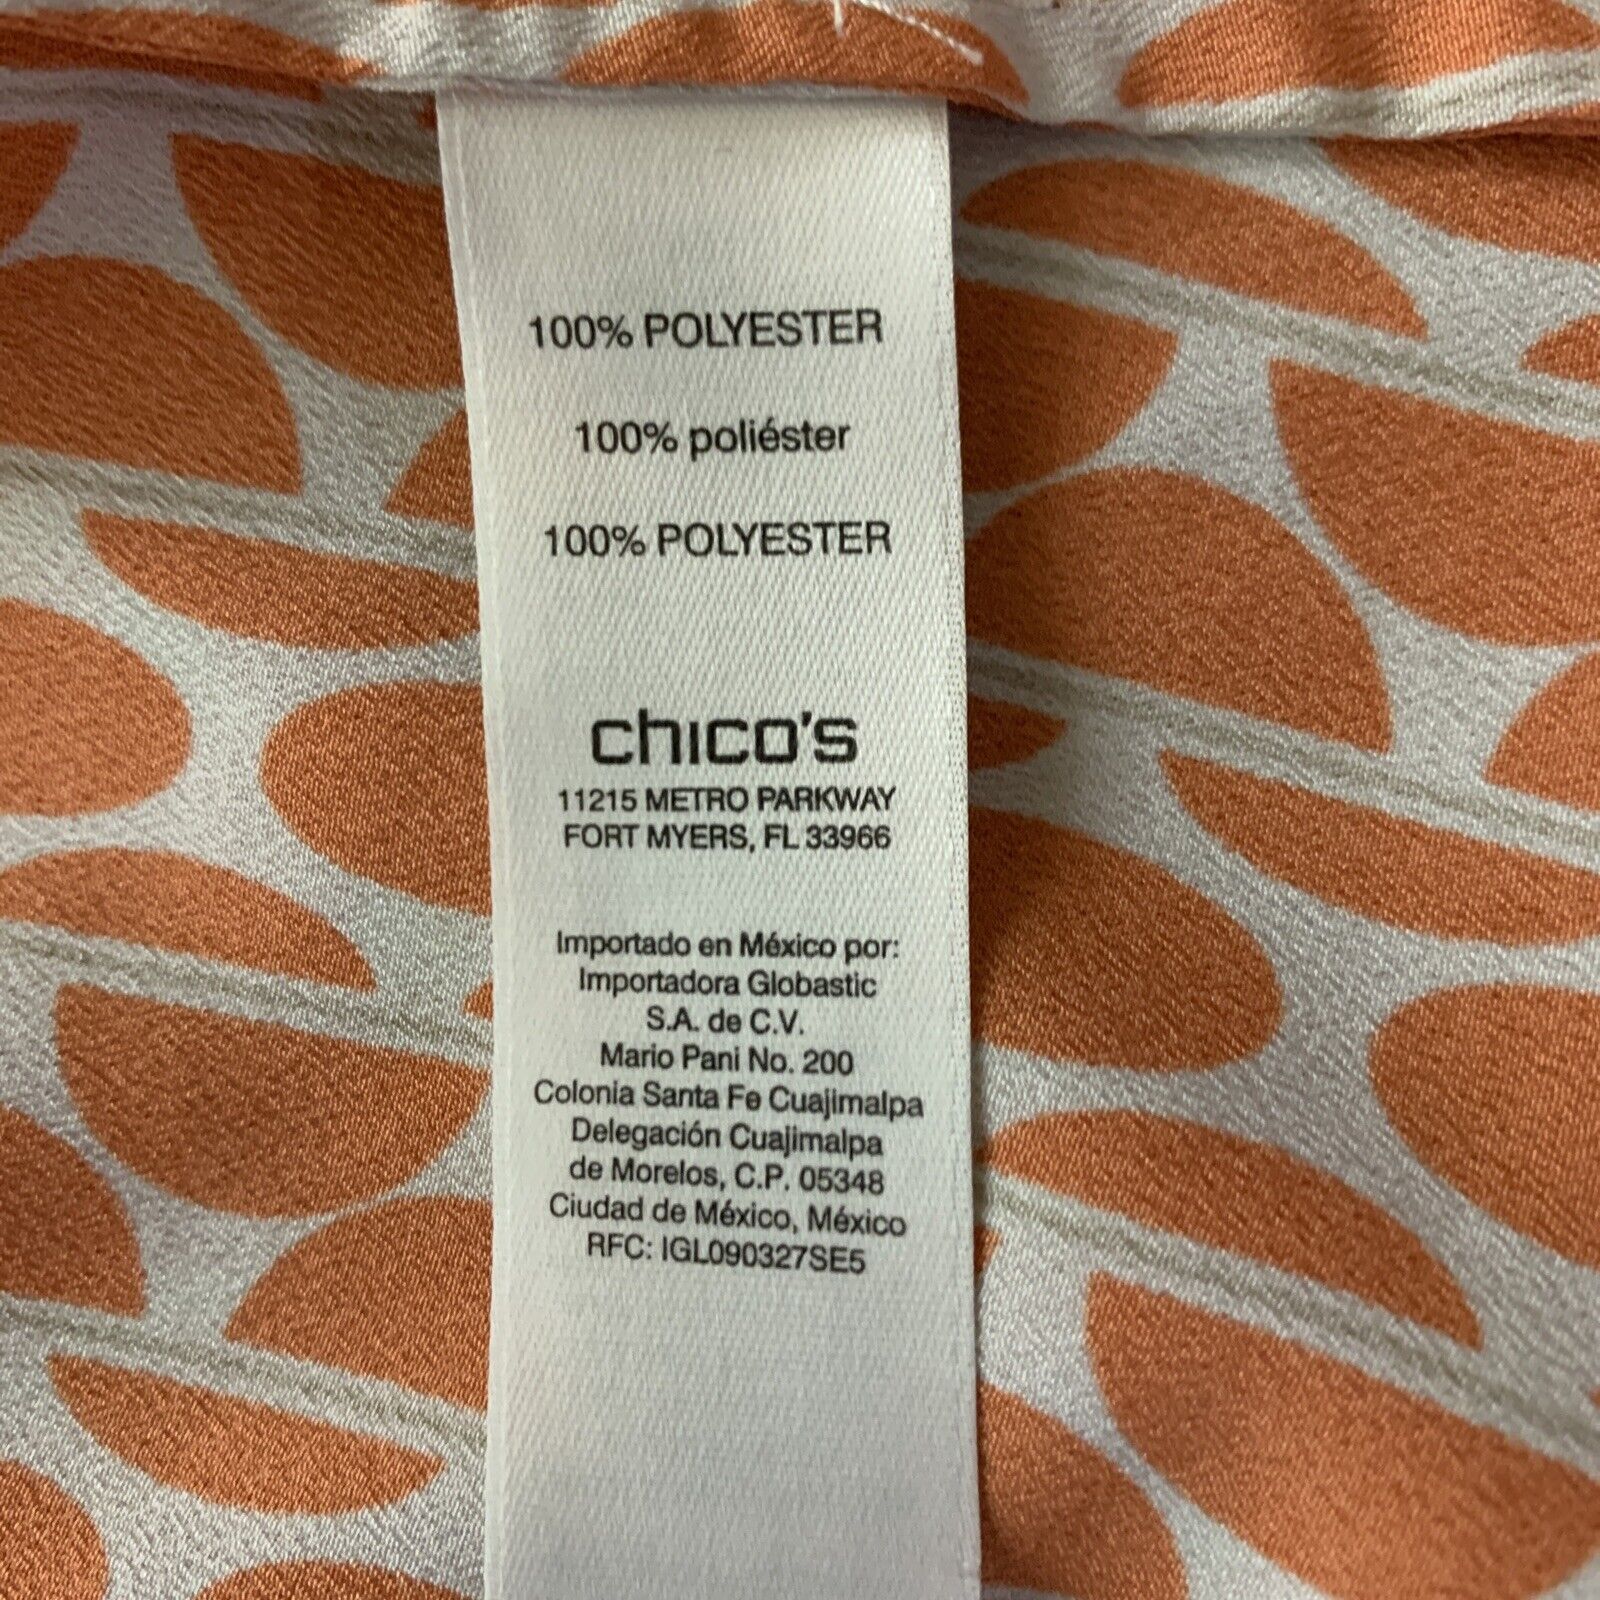 100% POLYESTER
100% poliéster
100% POLYESTER
chico's
11215 METRO PARKWAY
FORT MYERS, FL 33966
Importado en México por:
Importadora Globastic
S.A. de C.V.
Mario Pani No. 200
Colonia Santa Fe Cuajimalpa
Delegación Cuajimalpa
de Morelos, C.P. 05348
Ciudad de México, México
RFC: IGL090327SE5